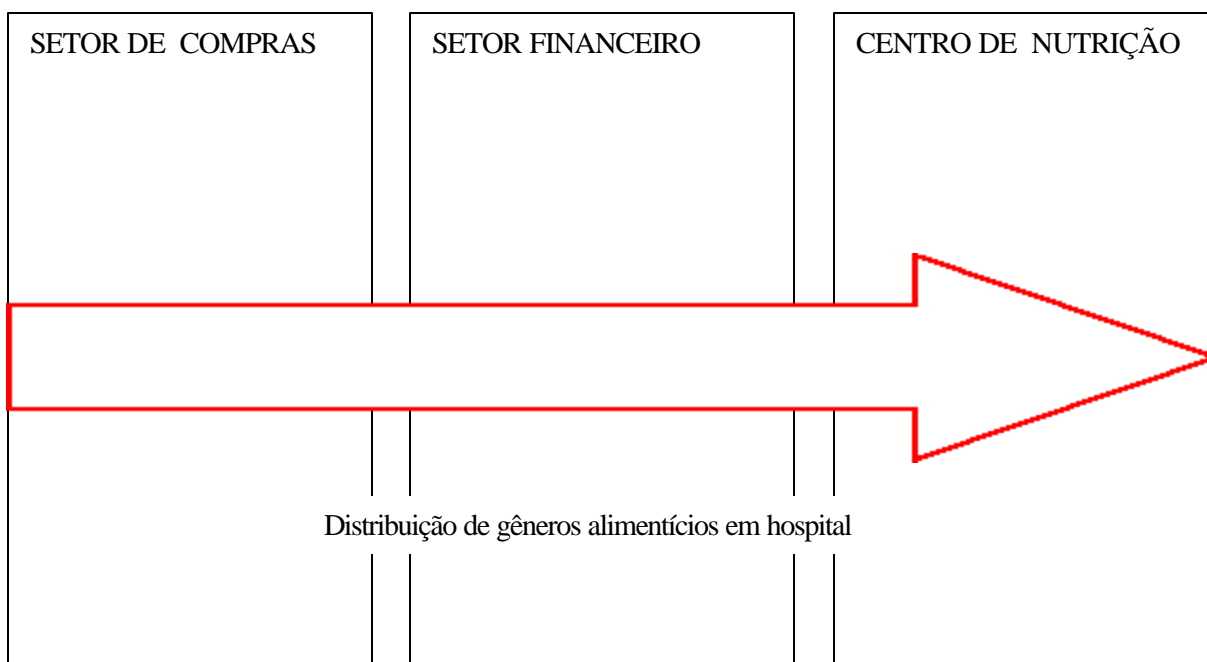 SETOR DE COMPRAS
SETOR FINANCEIRO
CENTRO DE NUTRIÇÃO
Distribuição de gêneros alimentícios em hospital